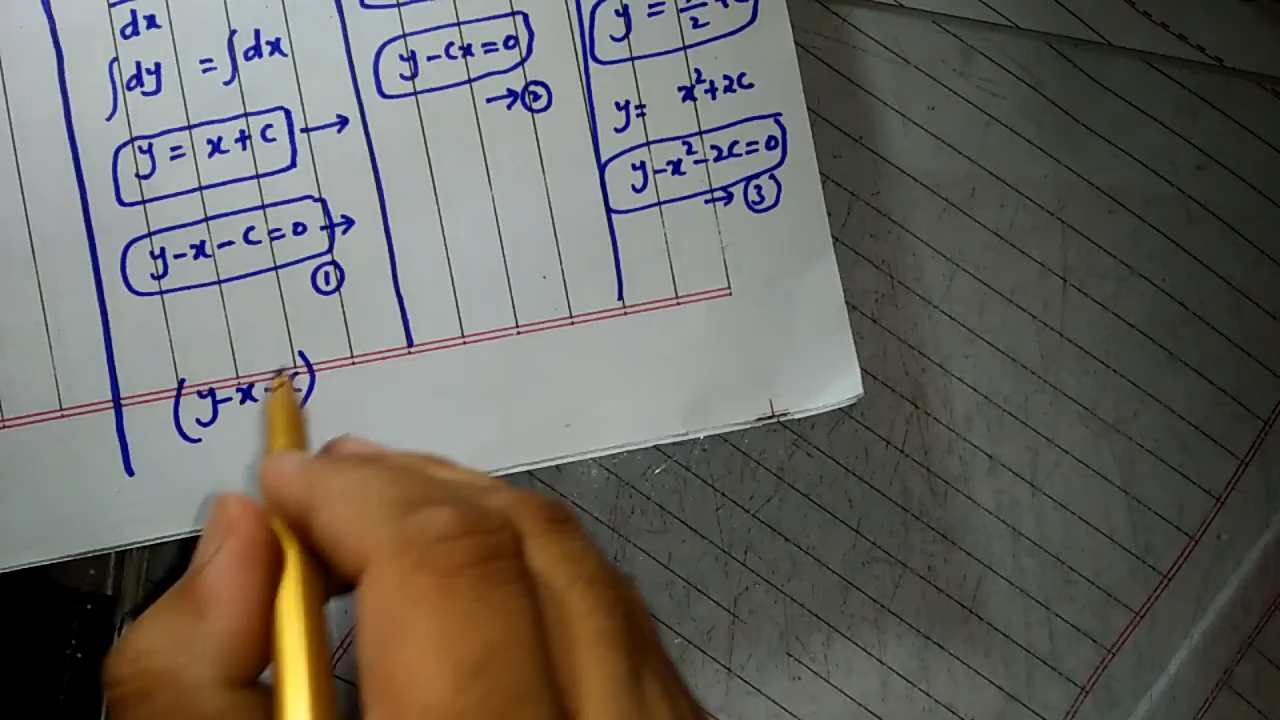 dx
∫dy = ∫dx
y = x + c →
y - x - c = 0 →
①
(y - x - c)
y - cx = 0
→ ②
y = x² + 2c
y - x² - 2c = 0
→ ③